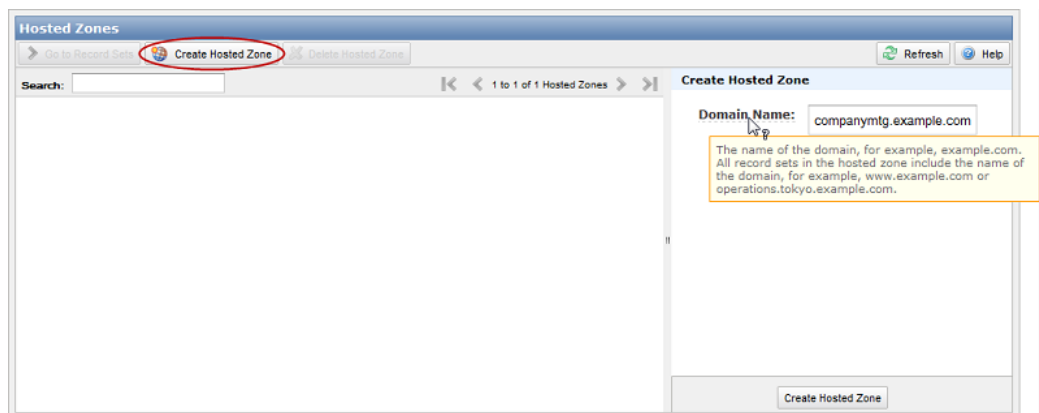 Hosted Zones
Go to Record Sets Create Hosted Zone Delete Hosted Zone Refresh Help
Search: 1 to 1 of 1 Hosted Zones
Create Hosted Zone
Domain Name: companymtg.example.com
The name of the domain, for example, example.com.
All record sets in the hosted zone include the name of
the domain, for example, www.example.com or
operations.tokyo.example.com.
Create Hosted Zone